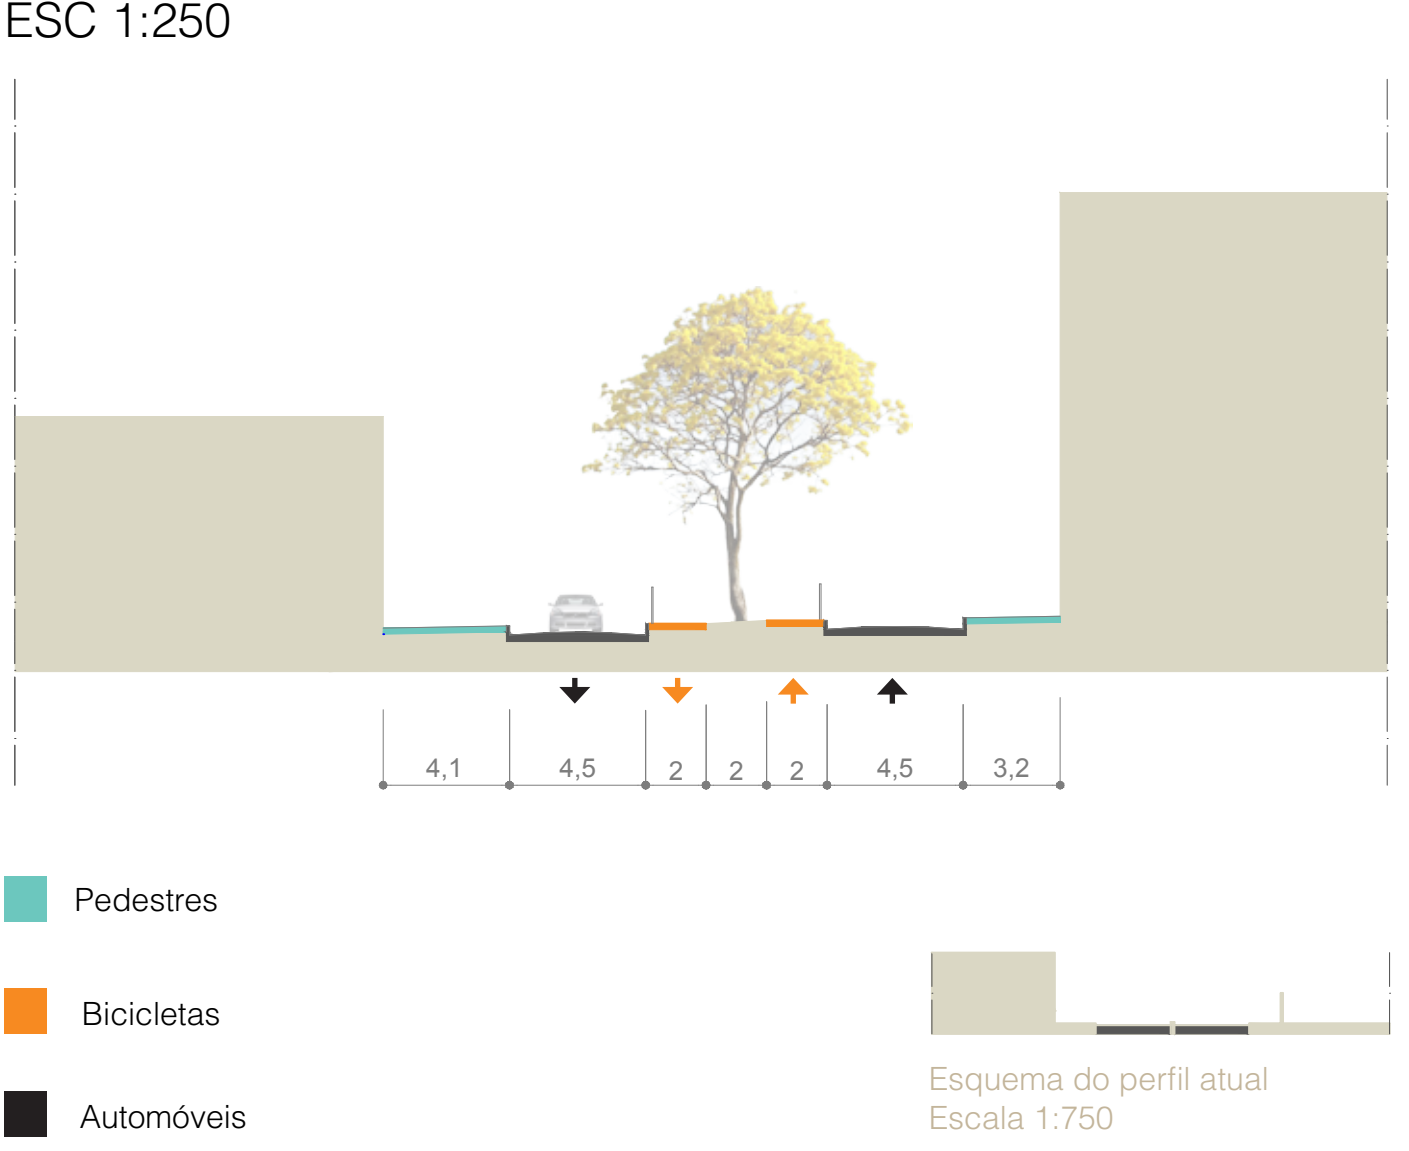 ESC 1:250
4,1 4,5 2 2 2 4,5 3,2
Pedestres
Bicicletas
Automóveis
Esquema do perfil atual
Escala 1:750